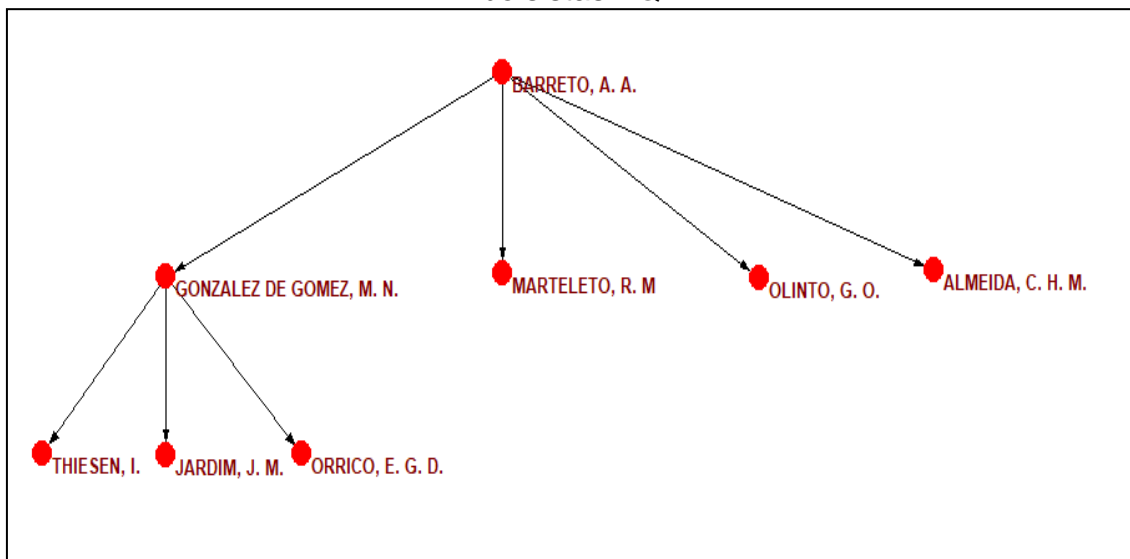 BARRETO, A. A.
GONZALEZ DE GOMEZ, M. N.
MARTELETO, R. M
OLINTO, G. O.
ALMEIDA, C. H. M.
THIESEN, I.
JARDIM, J. M.
ORRICO, E. G. D.